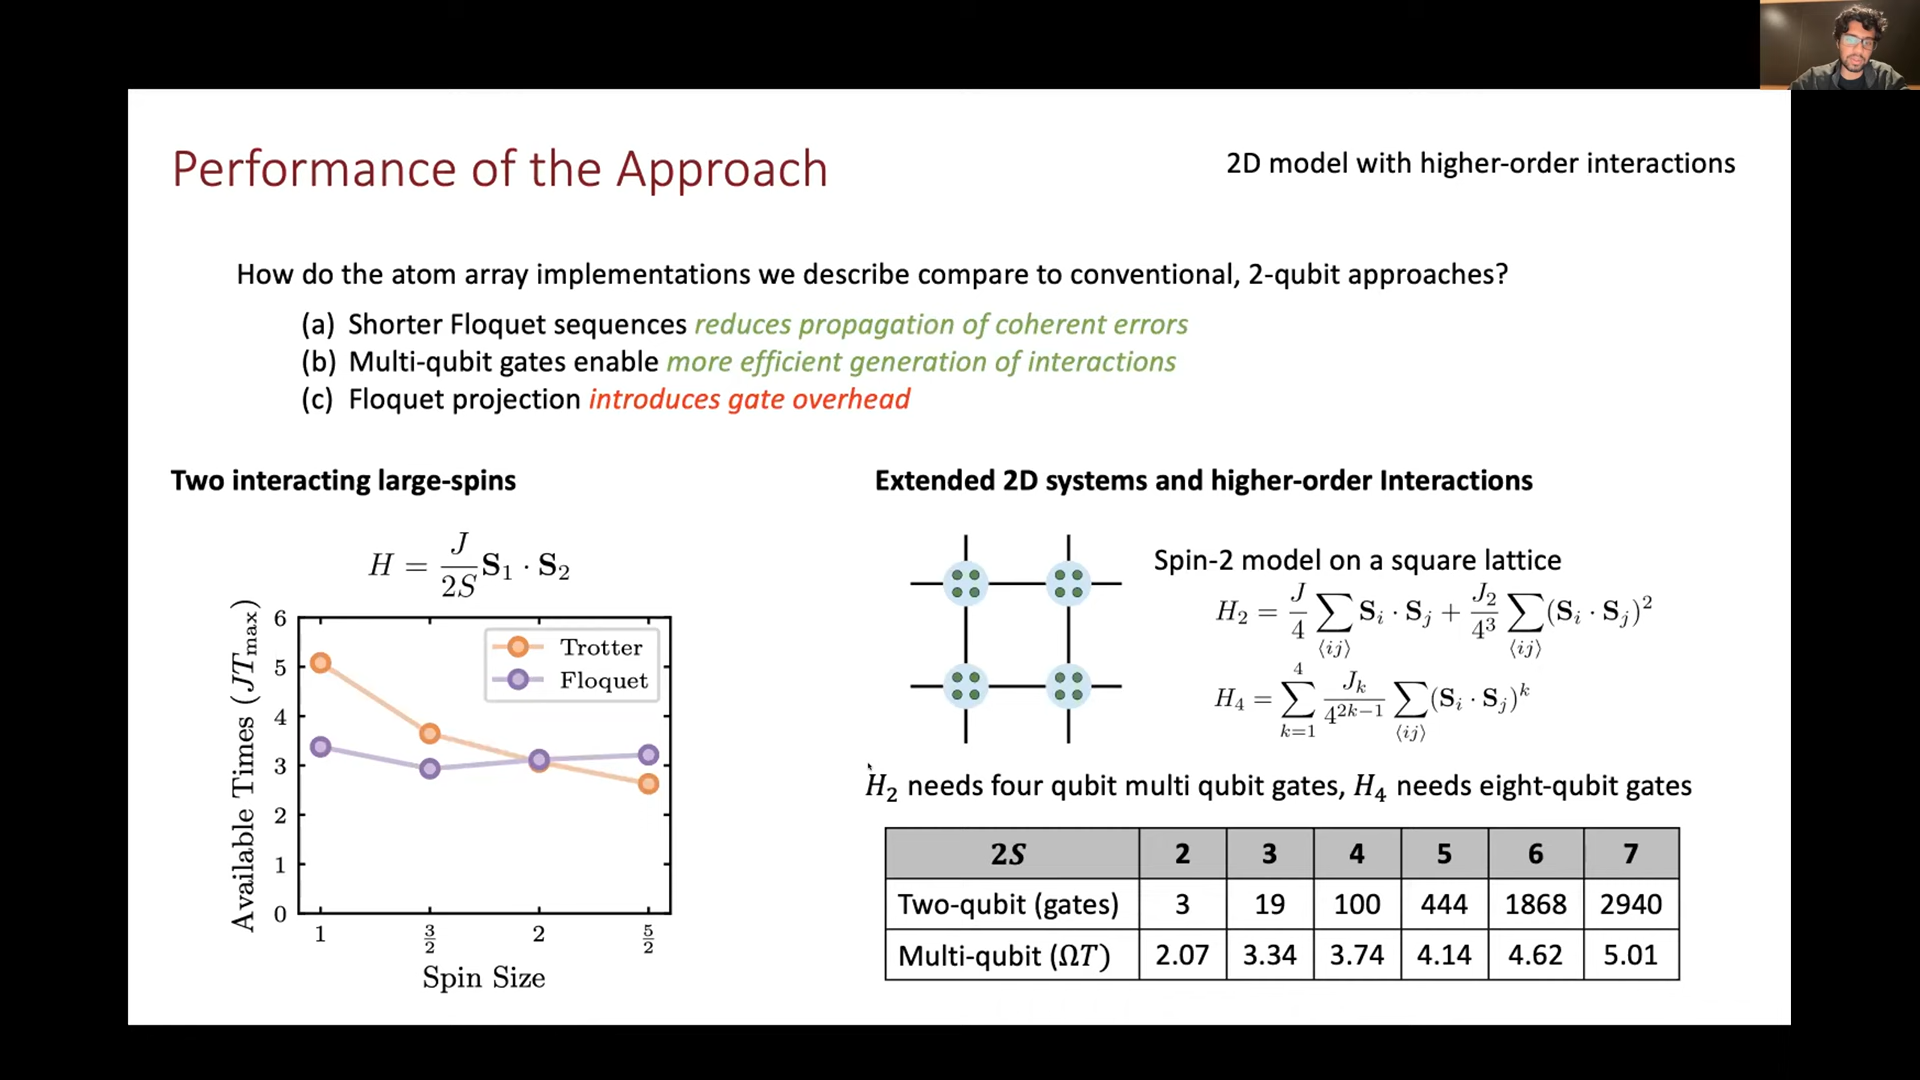 Performance of the Approach
2D model with higher-order interactions
How do the atom array implementations we describe compare to conventional, 2-qubit approaches?
(a) Shorter Floquet sequences reduces propagation of coherent errors
(b) Multi-qubit gates enable more efficient generation of interactions
(c) Floquet projection introduces gate overhead
Two interacting large-spins
H = J/2S S₁ · S₂
Available Times (JT_max)
6
5
4
3
2
1
0
Trotter
Floquet
1 3/2 2 5/2
Spin Size
Extended 2D systems and higher-order Interactions
Spin-2 model on a square lattice
H₂ = J/4 ∑_⟨ij⟩ Sᵢ · Sⱼ + J₂/4³ ∑_⟨ij⟩ (Sᵢ · Sⱼ)²
H₄ = ∑_{k=1}^{4} J_k/4^{2k−1} ∑_⟨ij⟩ (Sᵢ · Sⱼ)^k
H₂ needs four qubit multi qubit gates, H₄ needs eight-qubit gates
2S 2 3 4 5 6 7
Two-qubit (gates) 3 19 100 444 1868 2940
Multi-qubit (ΩT) 2.07 3.34 3.74 4.14 4.62 5.01